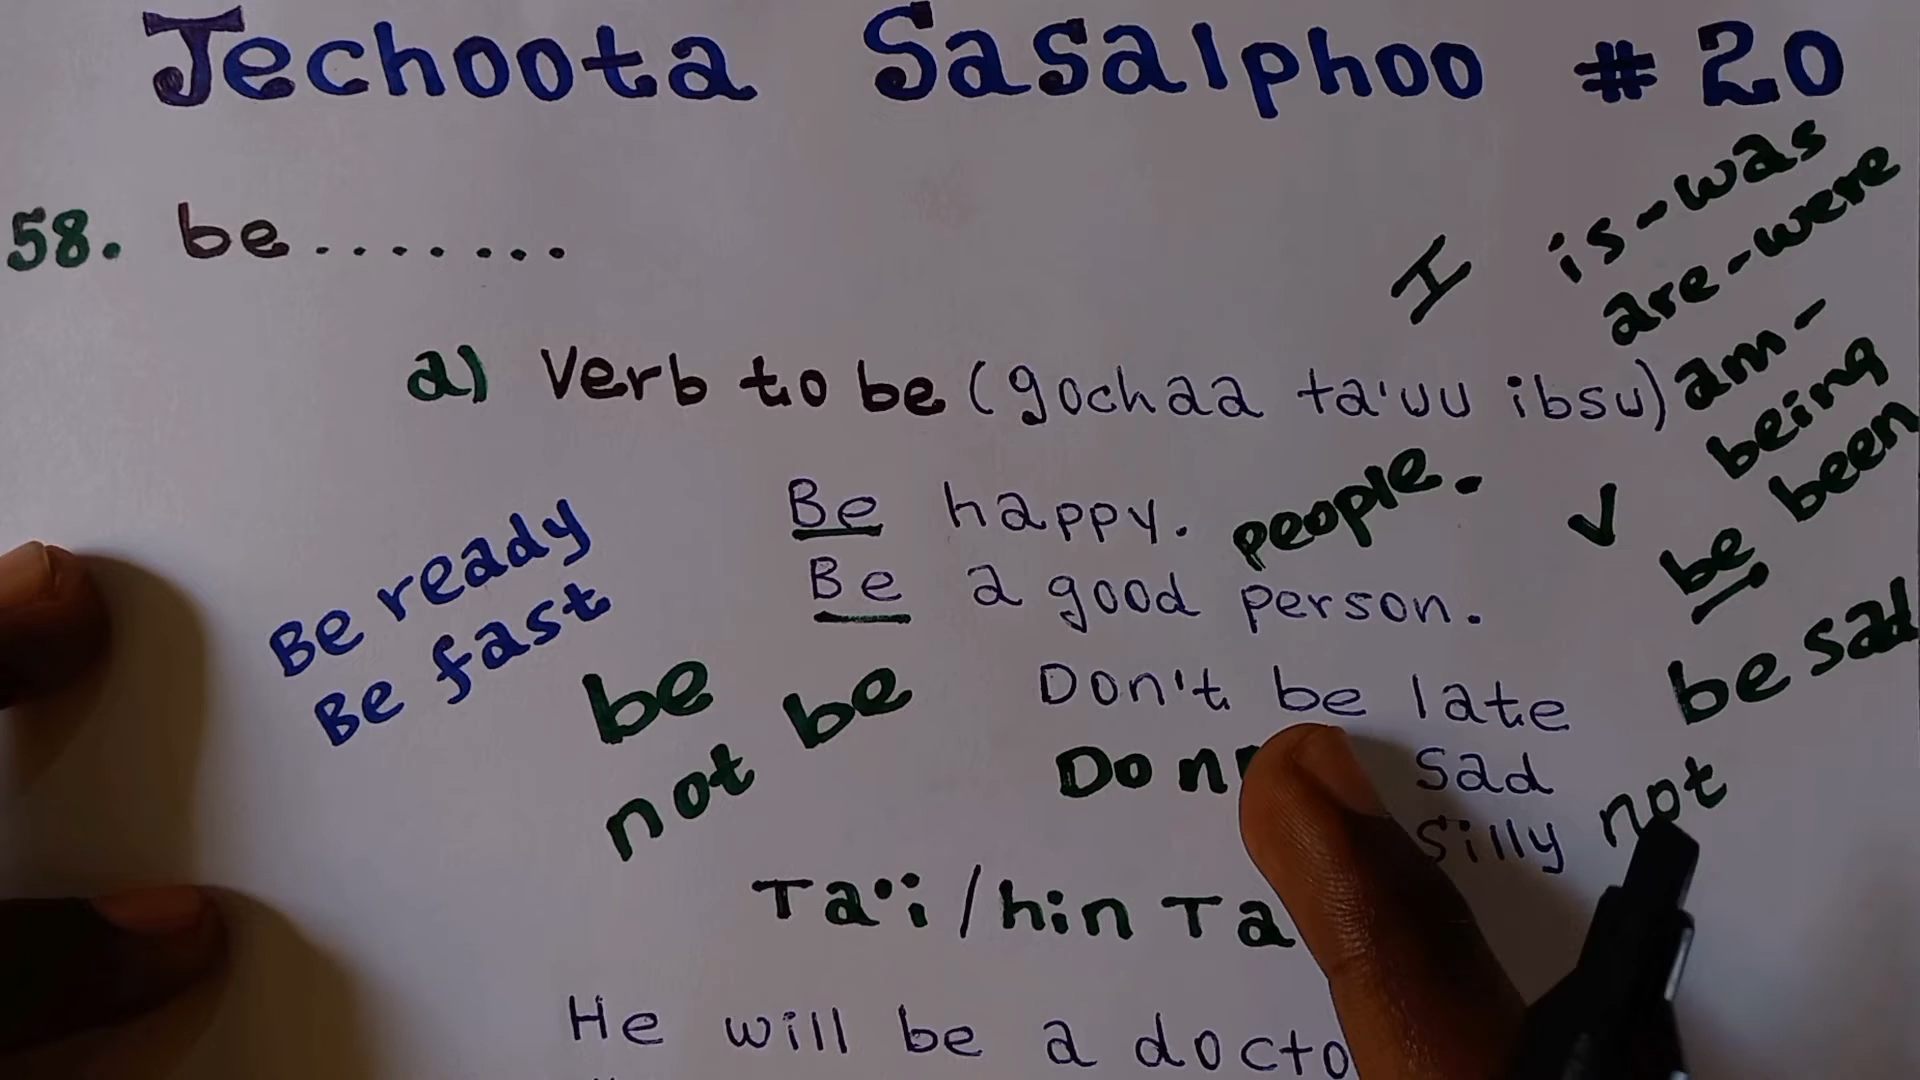 Jechoota Sasalphoo # 20
58. be........
I
is-was
are-were
am-
being
been
be
a) Verb to be (gochaa ta'uu ibsu)
Be happy.
people.
Be a good person.
Be ready
Be fast
be
not be
Don't be late
Sad
Silly
be sad
not
Ta'i/hin Ta
He will be a docto